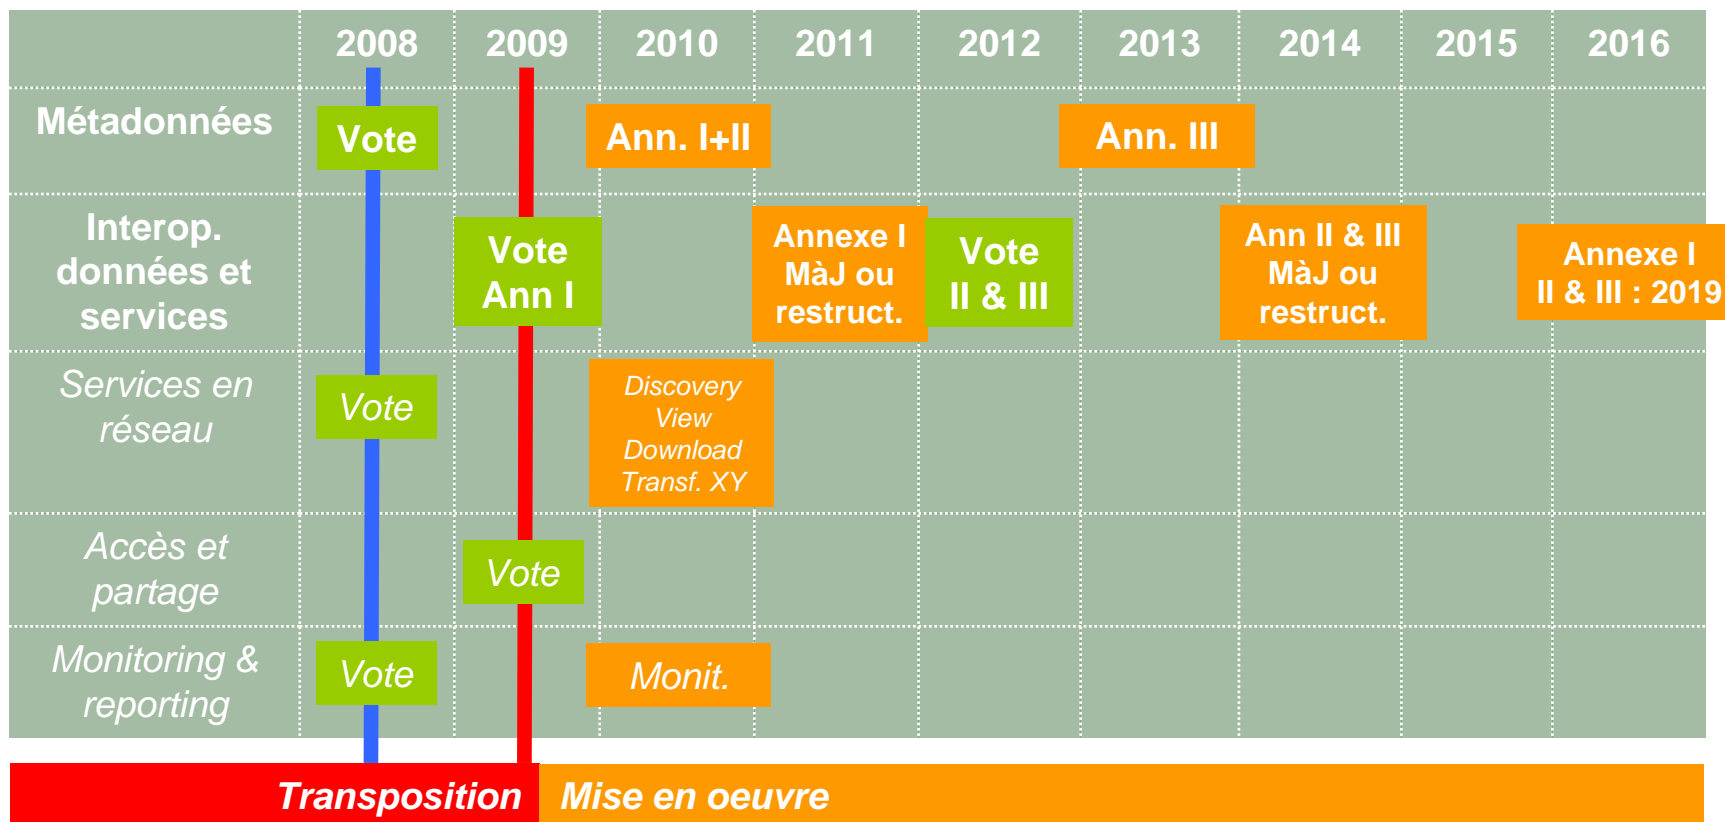 2008 2009 2010 2011 2012 2013 2014 2015 2016
Métadonnées
Vote
Ann. I+II
Ann. III
Interop.
données et
services
Vote
Ann I
Annexe I
MàJ ou
restruct.
Vote
II & III
Ann II & III
MàJ ou
restruct.
Annexe I
II & III : 2019
Services en
réseau
Vote
Discovery
View
Download
Transf. XY
Accès et
partage
Vote
Monitoring &
reporting
Vote
Monit.
Transposition Mise en oeuvre